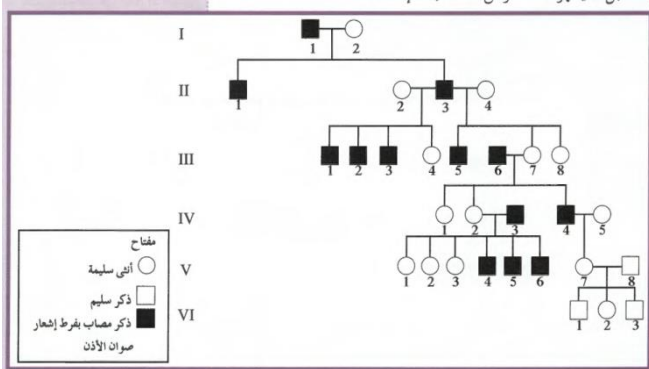 I
1 2
II
1 2 3 4
III
1 2 3 4 5 6 7 8
IV
1 2 3 4 5
مفتاح
أنثى سليمة
ذكر سليم
ذكر مصاب بفرط إشعار
صوان الأذن
V
1 2 3 4 5 6 7 8
VI
1 2 3